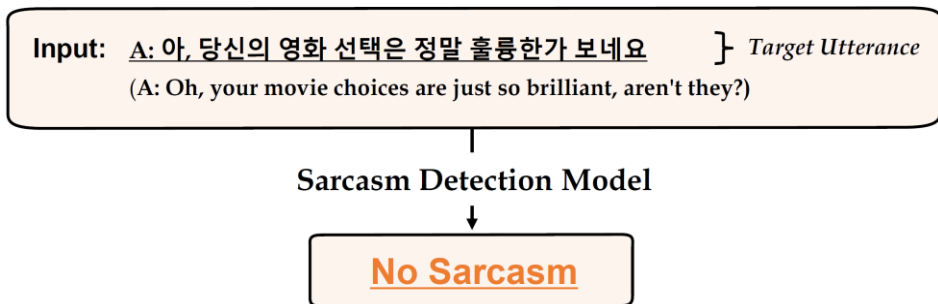 Input: A: 아, 당신의 영화 선택은 정말 훌륭한가 보네요 } Target Utterance
(A: Oh, your movie choices are just so brilliant, aren't they?)
Sarcasm Detection Model
No Sarcasm